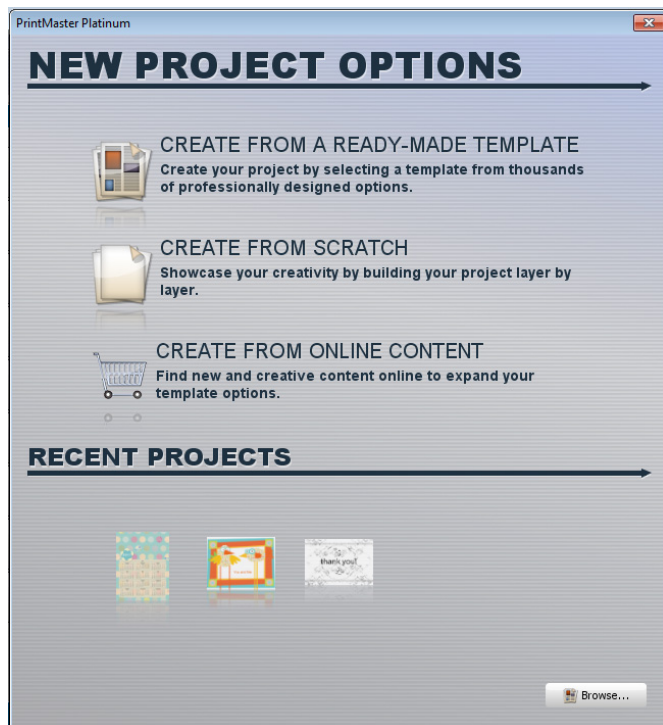 PrintMaster Platinum
NEW PROJECT OPTIONS
CREATE FROM A READY-MADE TEMPLATE
Create your project by selecting a template from thousands
of professionally designed options.
CREATE FROM SCRATCH
Showcase your creativity by building your project layer by
layer.
CREATE FROM ONLINE CONTENT
Find new and creative content online to expand your
template options.
RECENT PROJECTS
thank you!
Browse...